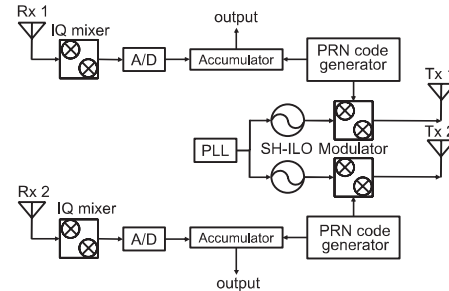 Rx 1
IQ mixer
A/D
output
Accumulator
PRN code
generator
Tx 1
PLL
SH-ILO
Modulator
Tx 2
Rx 2
IQ mixer
A/D
Accumulator
output
PRN code
generator